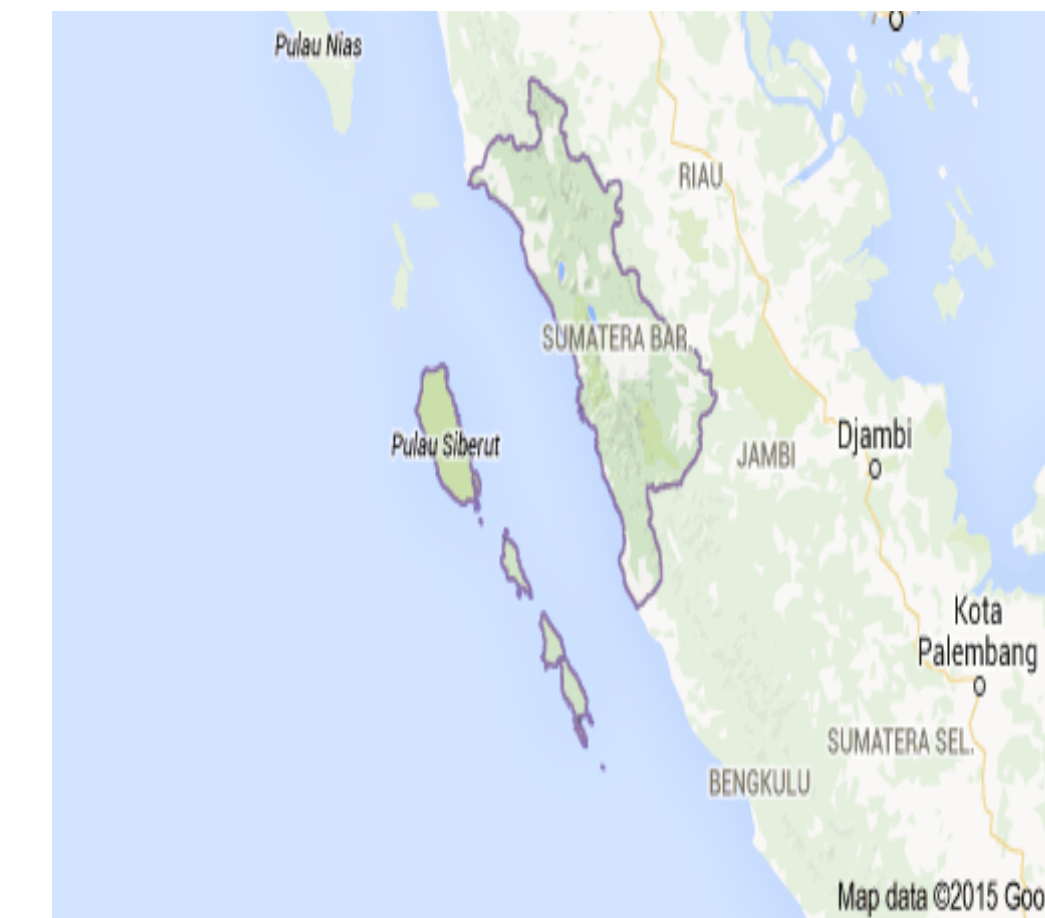 Pulau Nias
RIAU
SUMATERA BAR.
Djambi
Pulau Siberut
JAMBI
Kota
Palembang
SUMATERA SEL.
BENGKULU
Map data ©2015 Goo